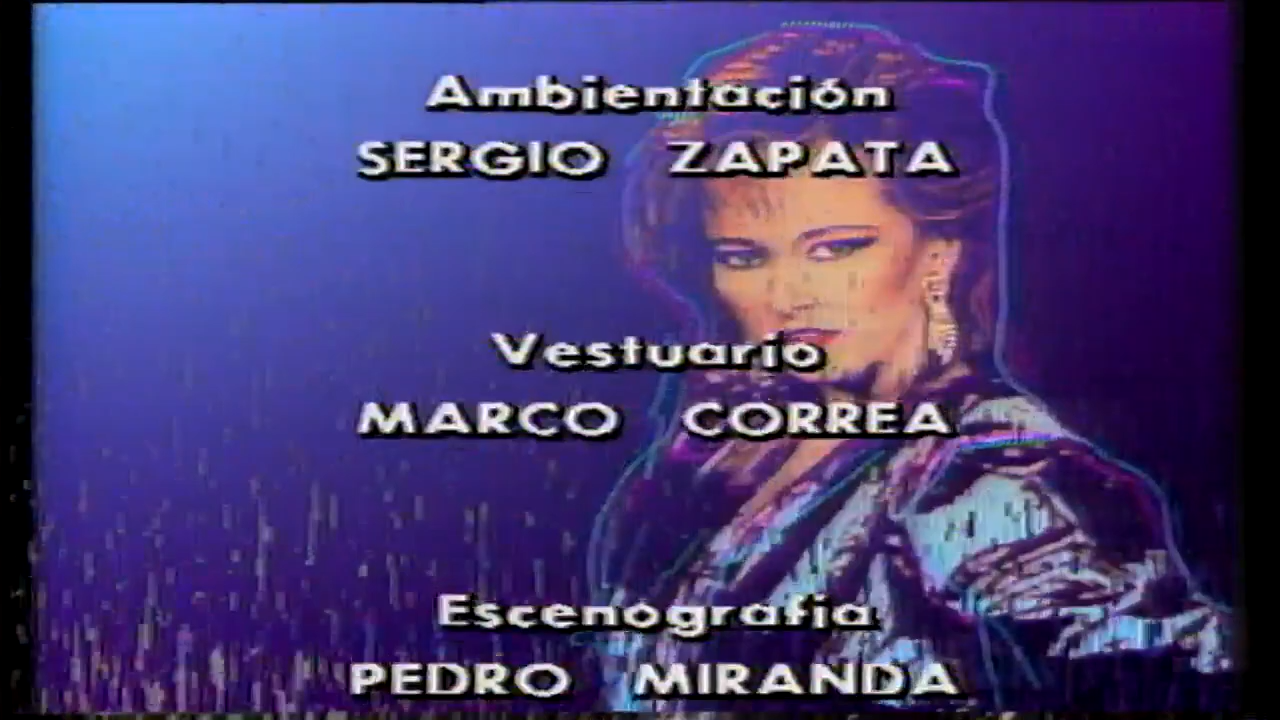 Ambientación
SERGIO ZAPATA
Vestuario
MARCO CORREA
Escenografia
PEDRO MIRANDA